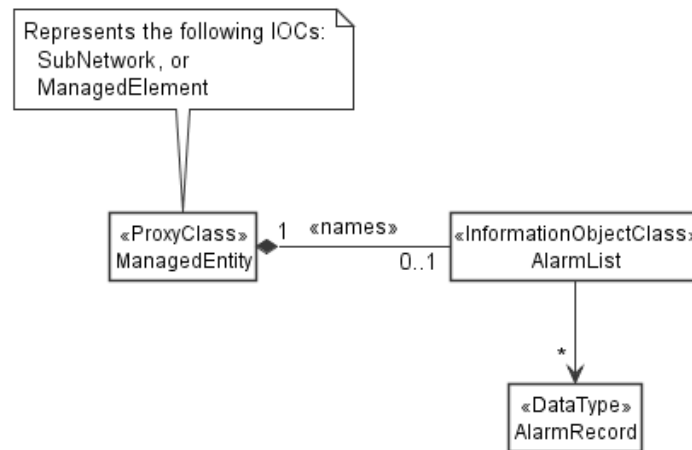 Represents the following IOCs:
SubNetwork, or
ManagedElement
«ProxyClass»
ManagedEntity
1
«names»
0..1
«InformationObjectClass»
AlarmList
*
«DataType»
AlarmRecord